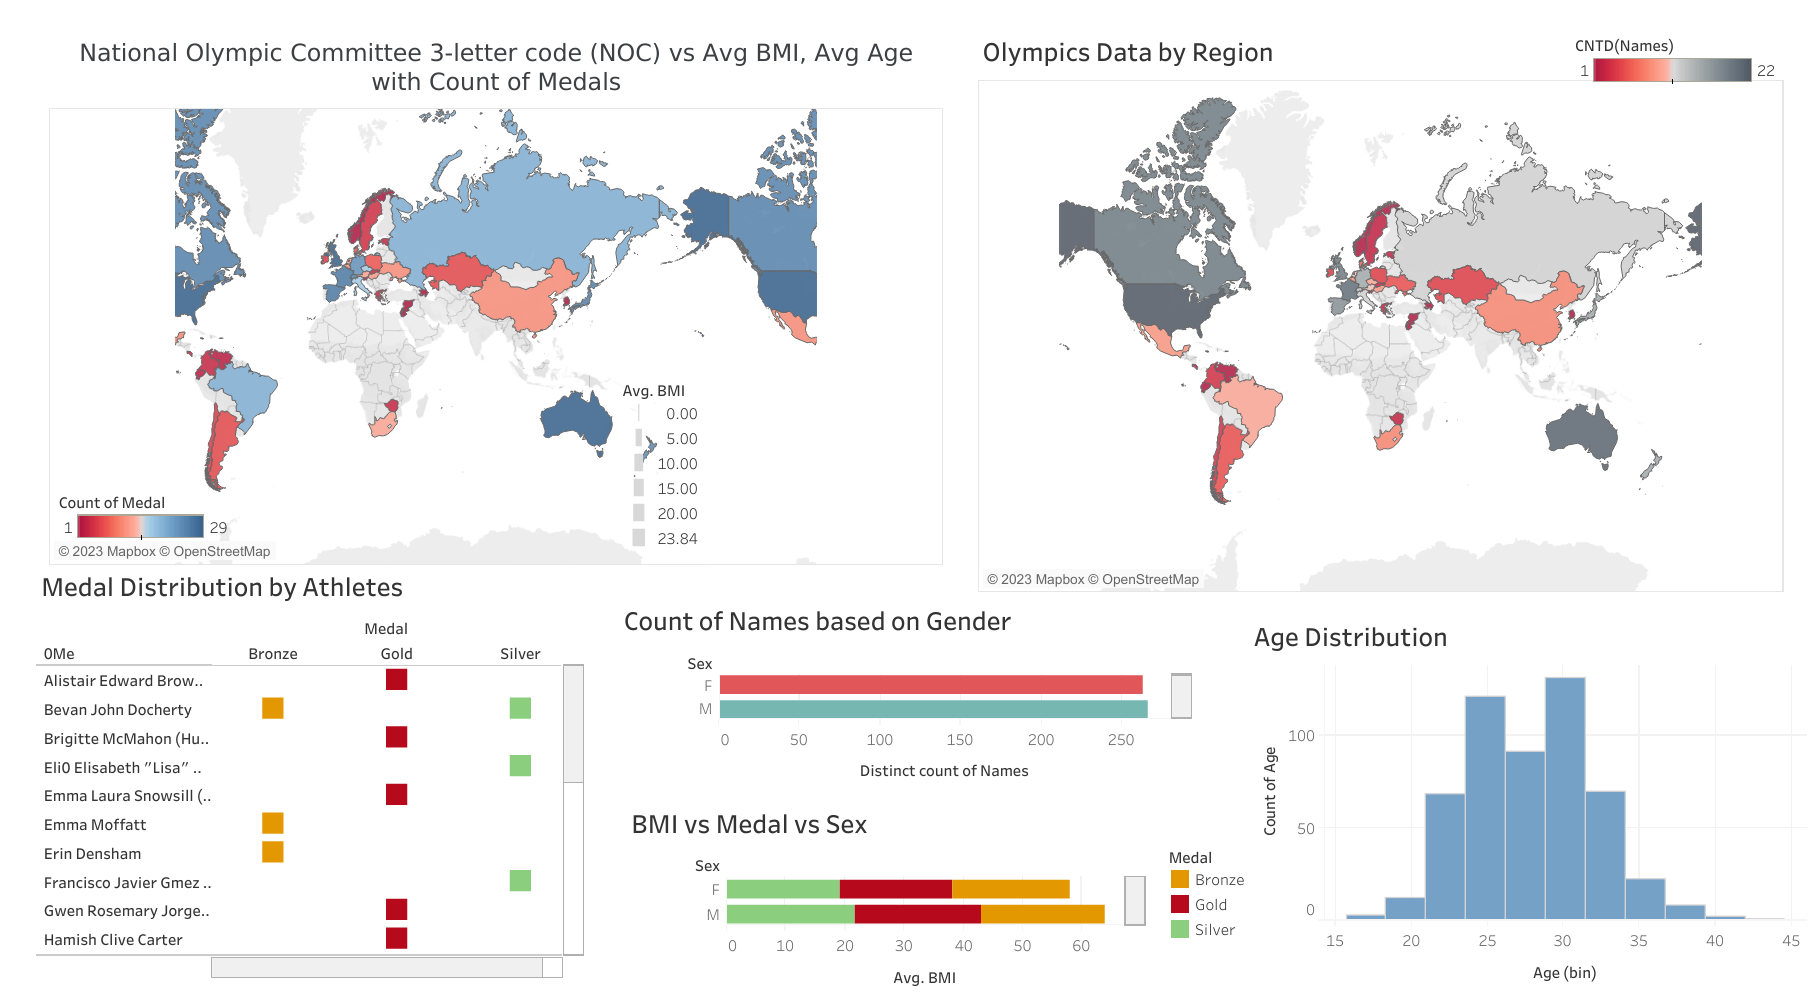 National Olympic Committee 3-letter code (NOC) vs Avg BMI, Avg Age
with Count of Medals
Avg. BMI
0.00
5.00
10.00
15.00
20.00
23.84
Count of Medal
1 29
© 2023 Mapbox © OpenStreetMap
Olympics Data by Region
CNTD(Names)
1 22
© 2023 Mapbox © OpenStreetMap
Medal Distribution by Athletes
Medal
0Me Bronze Gold Silver
Alistair Edward Brow..
Bevan John Docherty
Brigitte McMahon (Hu..
Eli0 Elisabeth "Lisa" ..
Emma Laura Snowsill (..
Emma Moffatt
Erin Densham
Francisco Javier Gmez ..
Gwen Rosemary Jorge..
Hamish Clive Carter
Count of Names based on Gender
Sex
F
M
0 50 100 150 200 250
Distinct count of Names
BMI vs Medal vs Sex
Sex
F
M
0 10 20 30 40 50 60
Avg. BMI
Medal
Bronze
Gold
Silver
Age Distribution
Count of Age
100
50
0
15 20 25 30 35 40 45
Age (bin)